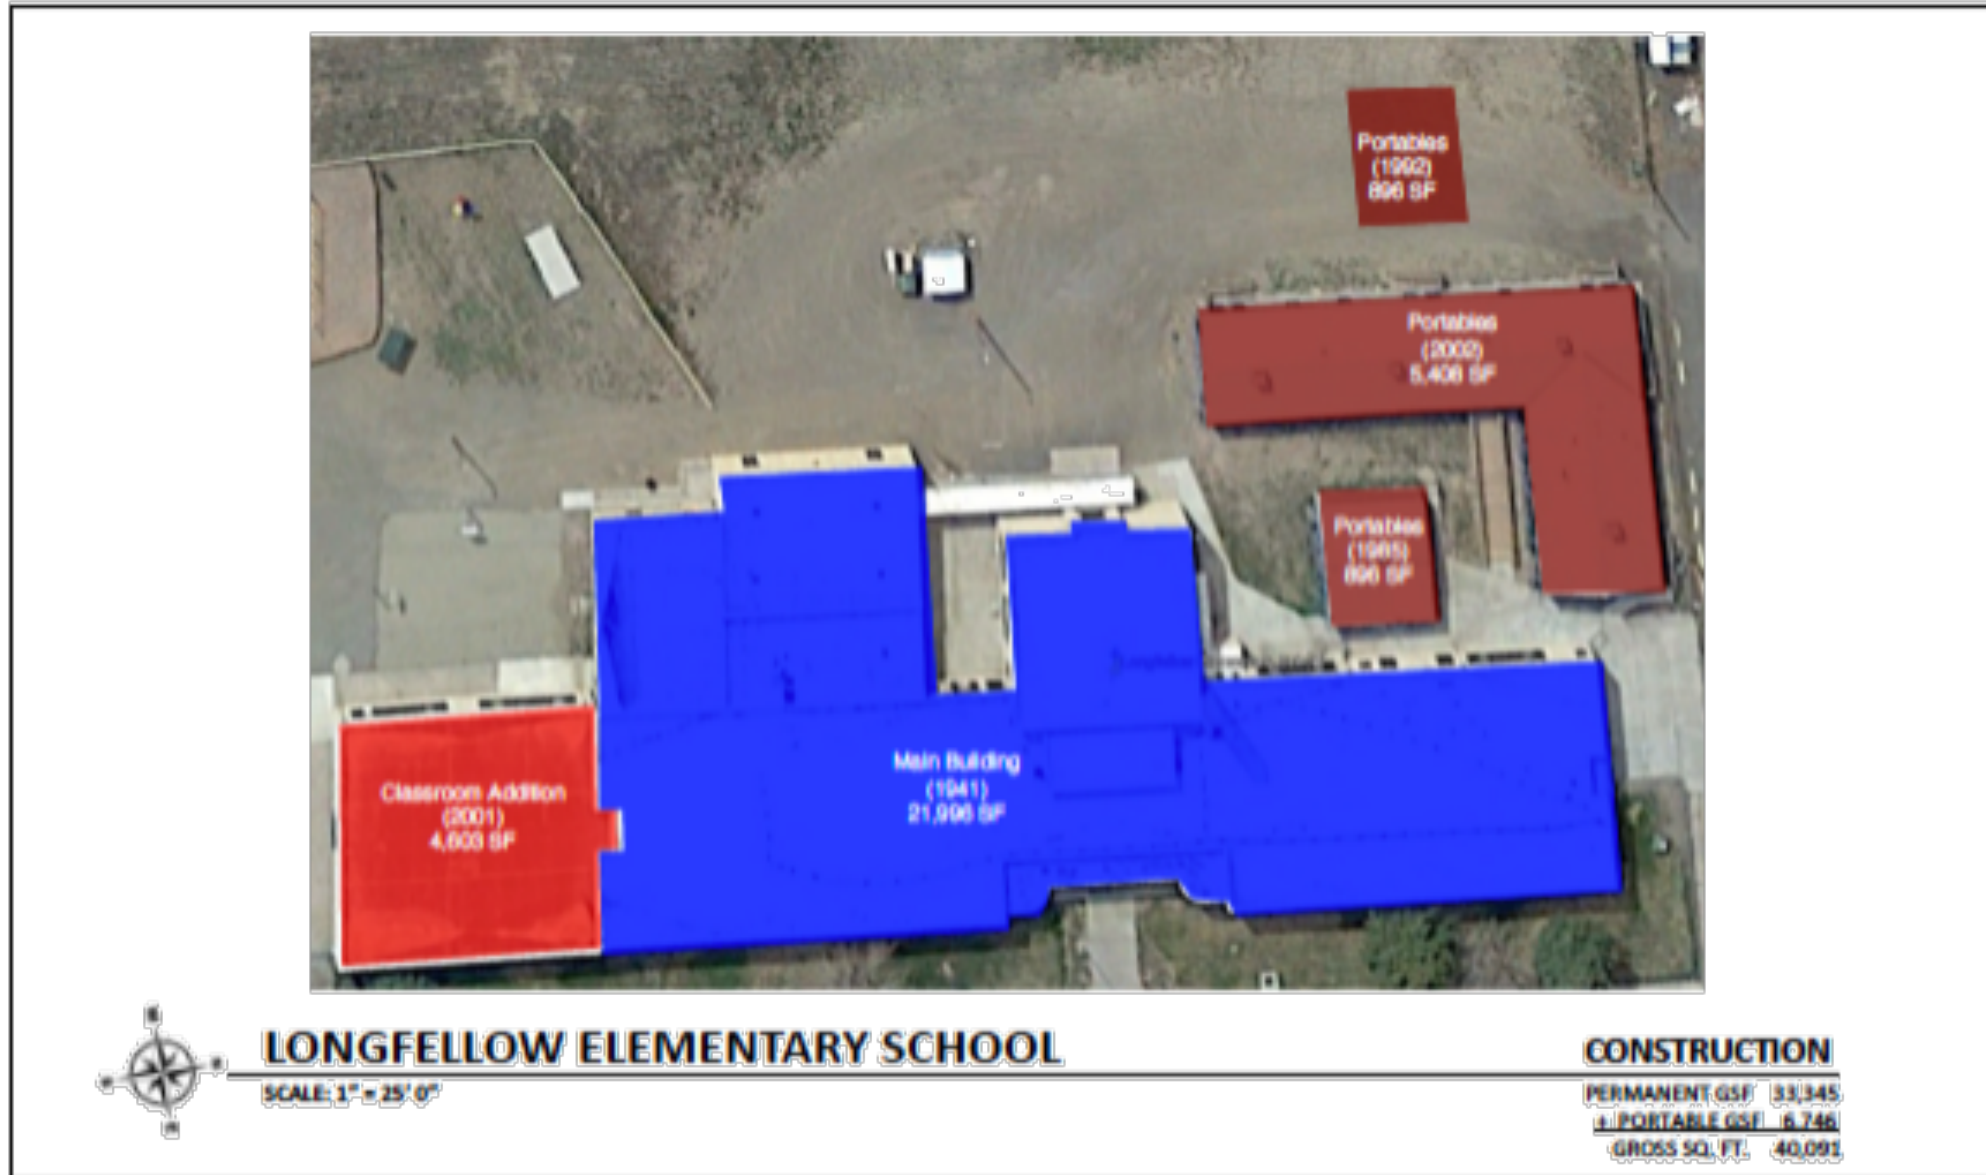 Portables
(1992)
896 SF
Portables
(2002)
5,408 SF
Portables
(1985)
896 SF
Main Building
(1941)
21,996 SF
Classroom Addition
(2001)
4,603 SF
LONGFELLOW ELEMENTARY SCHOOL
SCALE: 1" = 25' 0"
CONSTRUCTION
PERMANENT GSF 33,345
+ PORTABLE GSF 6,746
GROSS SQ. FT. 40,091